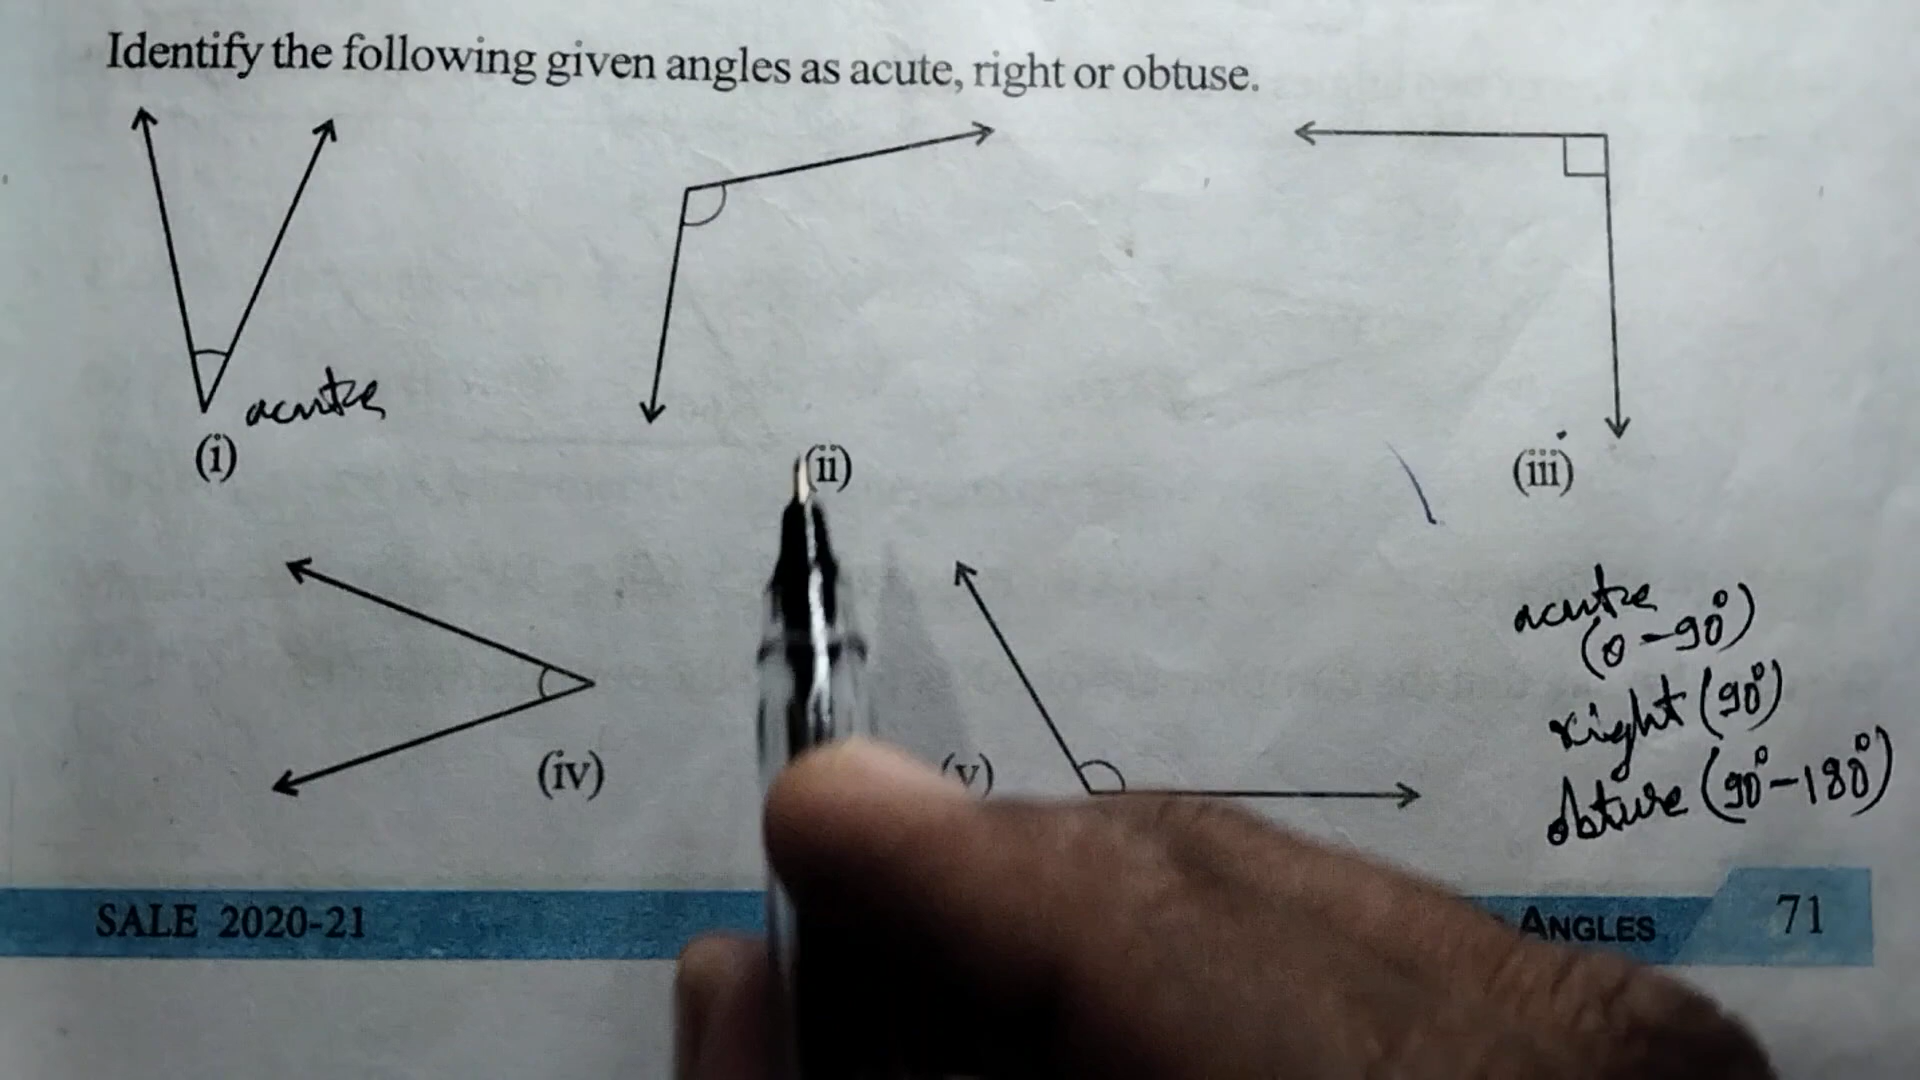 Identify the following given angles as acute, right or obtuse.
acute
(i)
(ii)
(iii)
(iv)
(v)
acute
(0-90°)
right (90°)
obtuse (90°-180°)
SALE 2020-21
ANGLES
71